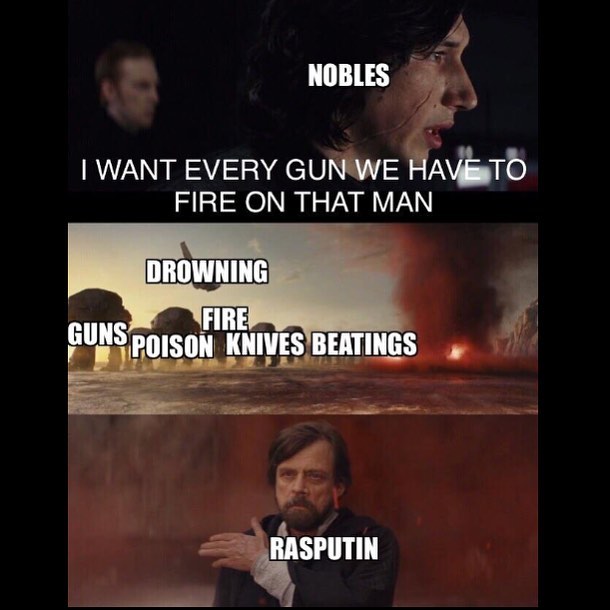 NOBLES
I WANT EVERY GUN WE HAVE TO
FIRE ON THAT MAN
DROWNING
FIRE
GUNS POISON KNIVES BEATINGS
RASPUTIN